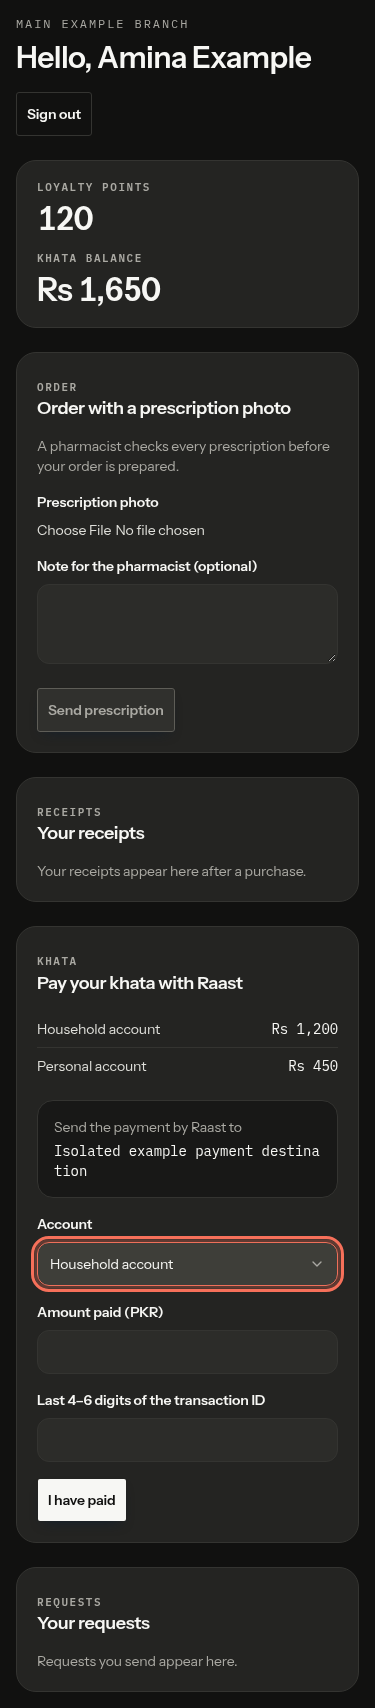 MAIN EXAMPLE BRANCH
Hello, Amina Example
Sign out
LOYALTY POINTS
120
KHATA BALANCE
Rs 1,650
ORDER
Order with a prescription photo
A pharmacist checks every prescription before
your order is prepared.
Prescription photo
Choose File No file chosen
Note for the pharmacist (optional)
Send prescription
RECEIPTS
Your receipts
Your receipts appear here after a purchase.
KHATA
Pay your khata with Raast
Household account Rs 1,200
Personal account Rs 450
Send the payment by Raast to
Isolated example payment destina
tion
Account
Household account
Amount paid (PKR)
Last 4–6 digits of the transaction ID
I have paid
REQUESTS
Your requests
Requests you send appear here.